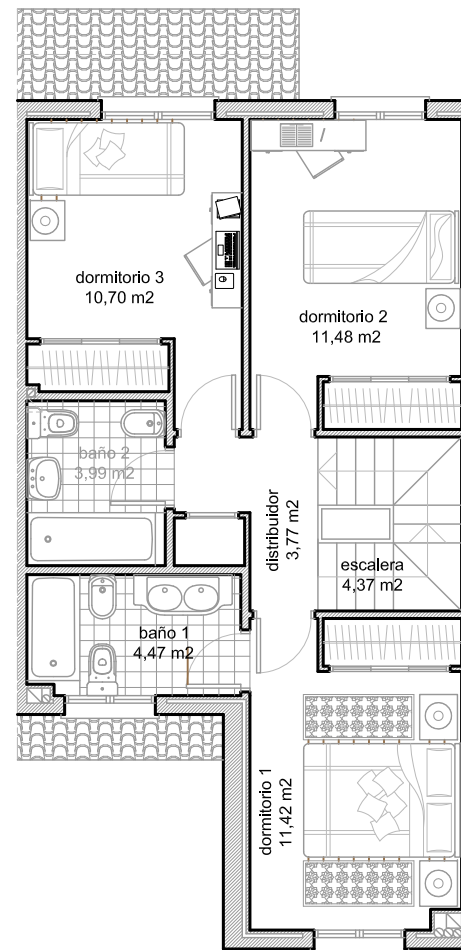 dormitorio 3
10,70 m2
dormitorio 2
11,48 m2
baño 2
3,99 m2
distribuidor
3,77 m2
escalera
4,37 m2
baño 1
4,47 m2
dormitorio 1
11,42 m2